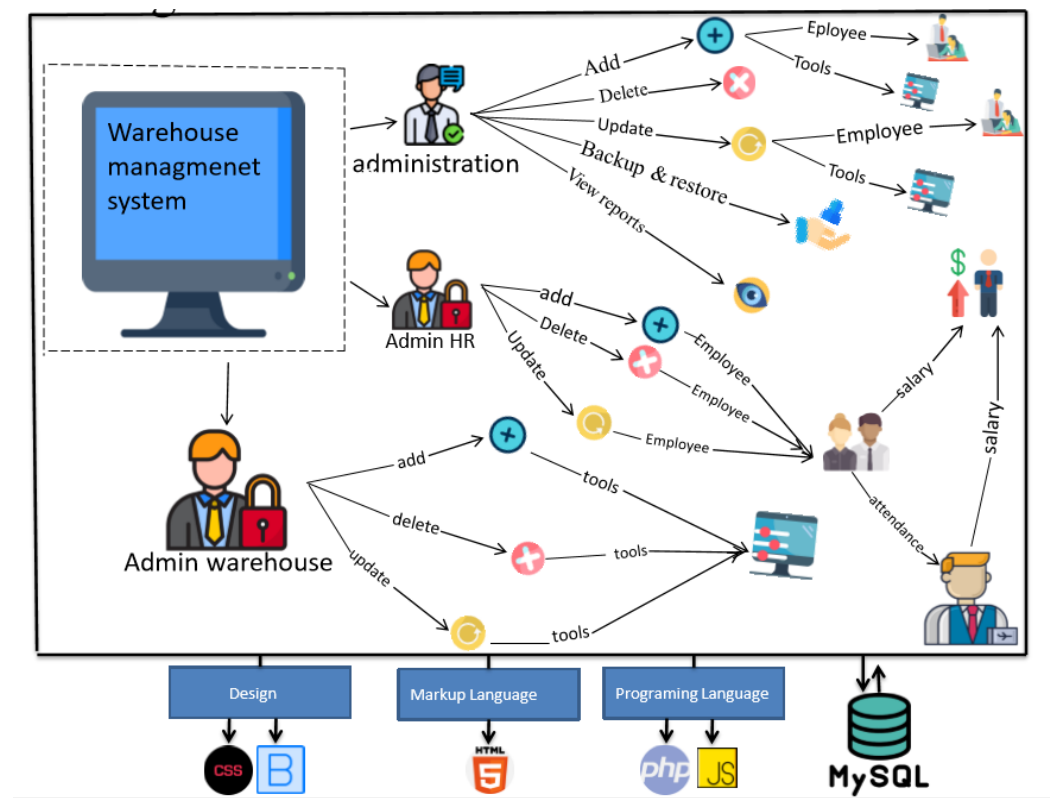 Warehouse
managmenet
system
administration
Add
Eployee
Tools
Delete
Update
Employee
Tools
Backup & restore
View reports
Admin HR
add
Employee
Delete
Employee
Update
Employee
salary
salary
attendance
Admin warehouse
add
tools
delete
tools
update
tools
Design
Markup Language
Programing Language
CSS
B
HTML
5
php
JS
MySQL